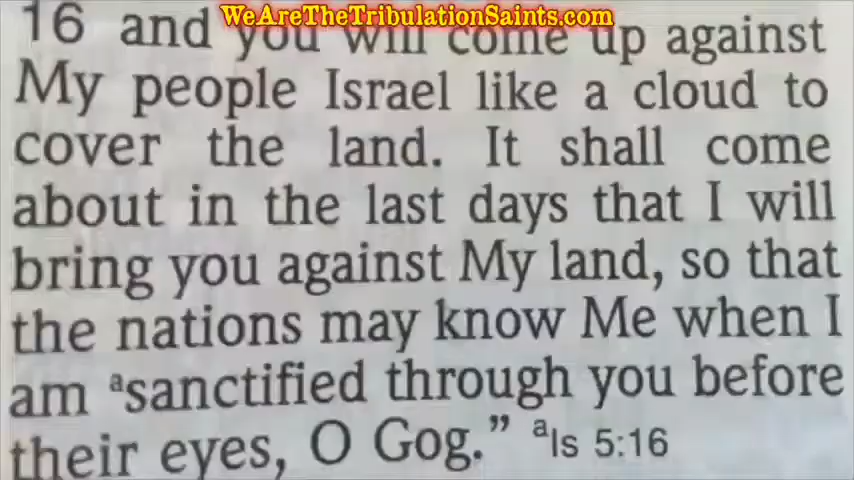 WeAreTheTribulationSaints.com
16 and you will come up against
My people Israel like a cloud to
cover the land. It shall come
about in the last days that I will
bring you against My land, so that
the nations may know Me when I
am ᵃsanctified through you before
their eyes, O Gog.” ᵃIs 5:16